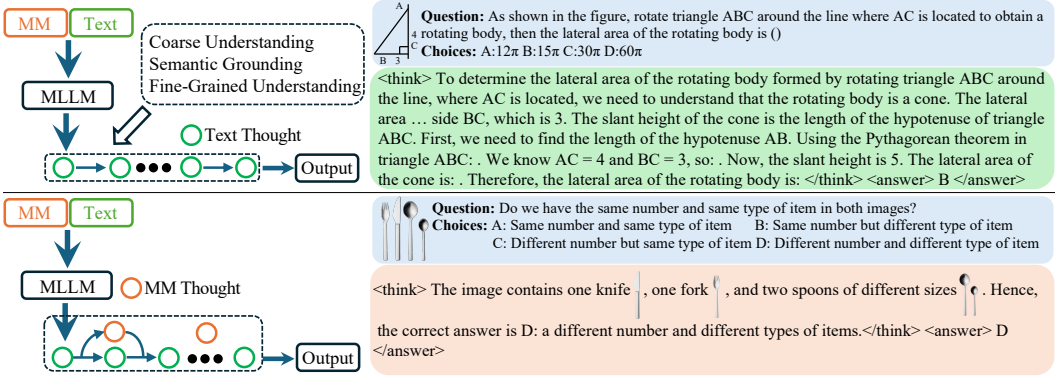 MM Text
Coarse Understanding
Semantic Grounding
Fine-Grained Understanding
MLLM
Text Thought
Output
A
4
C
B 3
Question: As shown in the figure, rotate triangle ABC around the line where AC is located to obtain a
rotating body, then the lateral area of the rotating body is ()
Choices: A:12π B:15π C:30π D:60π
<think> To determine the lateral area of the rotating body formed by rotating triangle ABC around
the line, where AC is located, we need to understand that the rotating body is a cone. The lateral
area … side BC, which is 3. The slant height of the cone is the length of the hypotenuse of triangle
ABC. First, we need to find the length of the hypotenuse AB. Using the Pythagorean theorem in
triangle ABC: . We know AC = 4 and BC = 3, so: . Now, the slant height is 5. The lateral area of
the cone is: . Therefore, the lateral area of the rotating body is: </think> <answer> B </answer>
MM Text
MLLM
MM Thought
Output
Question: Do we have the same number and same type of item in both images?
Choices: A: Same number and same type of item B: Same number but different type of item
C: Different number but same type of item D: Different number and different type of item
<think> The image contains one knife , one fork , and two spoons of different sizes . Hence,
the correct answer is D: a different number and different types of items.</think> <answer> D
</answer>